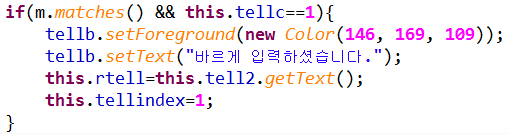 if(m.matches() && this.tellc==1){
    tellb.setForeground(new Color(146, 169, 109));
    tellb.setText("바르게 입력하셨습니다.");
    this.rtell=this.tell2.getText();
    this.tellindex=1;
}